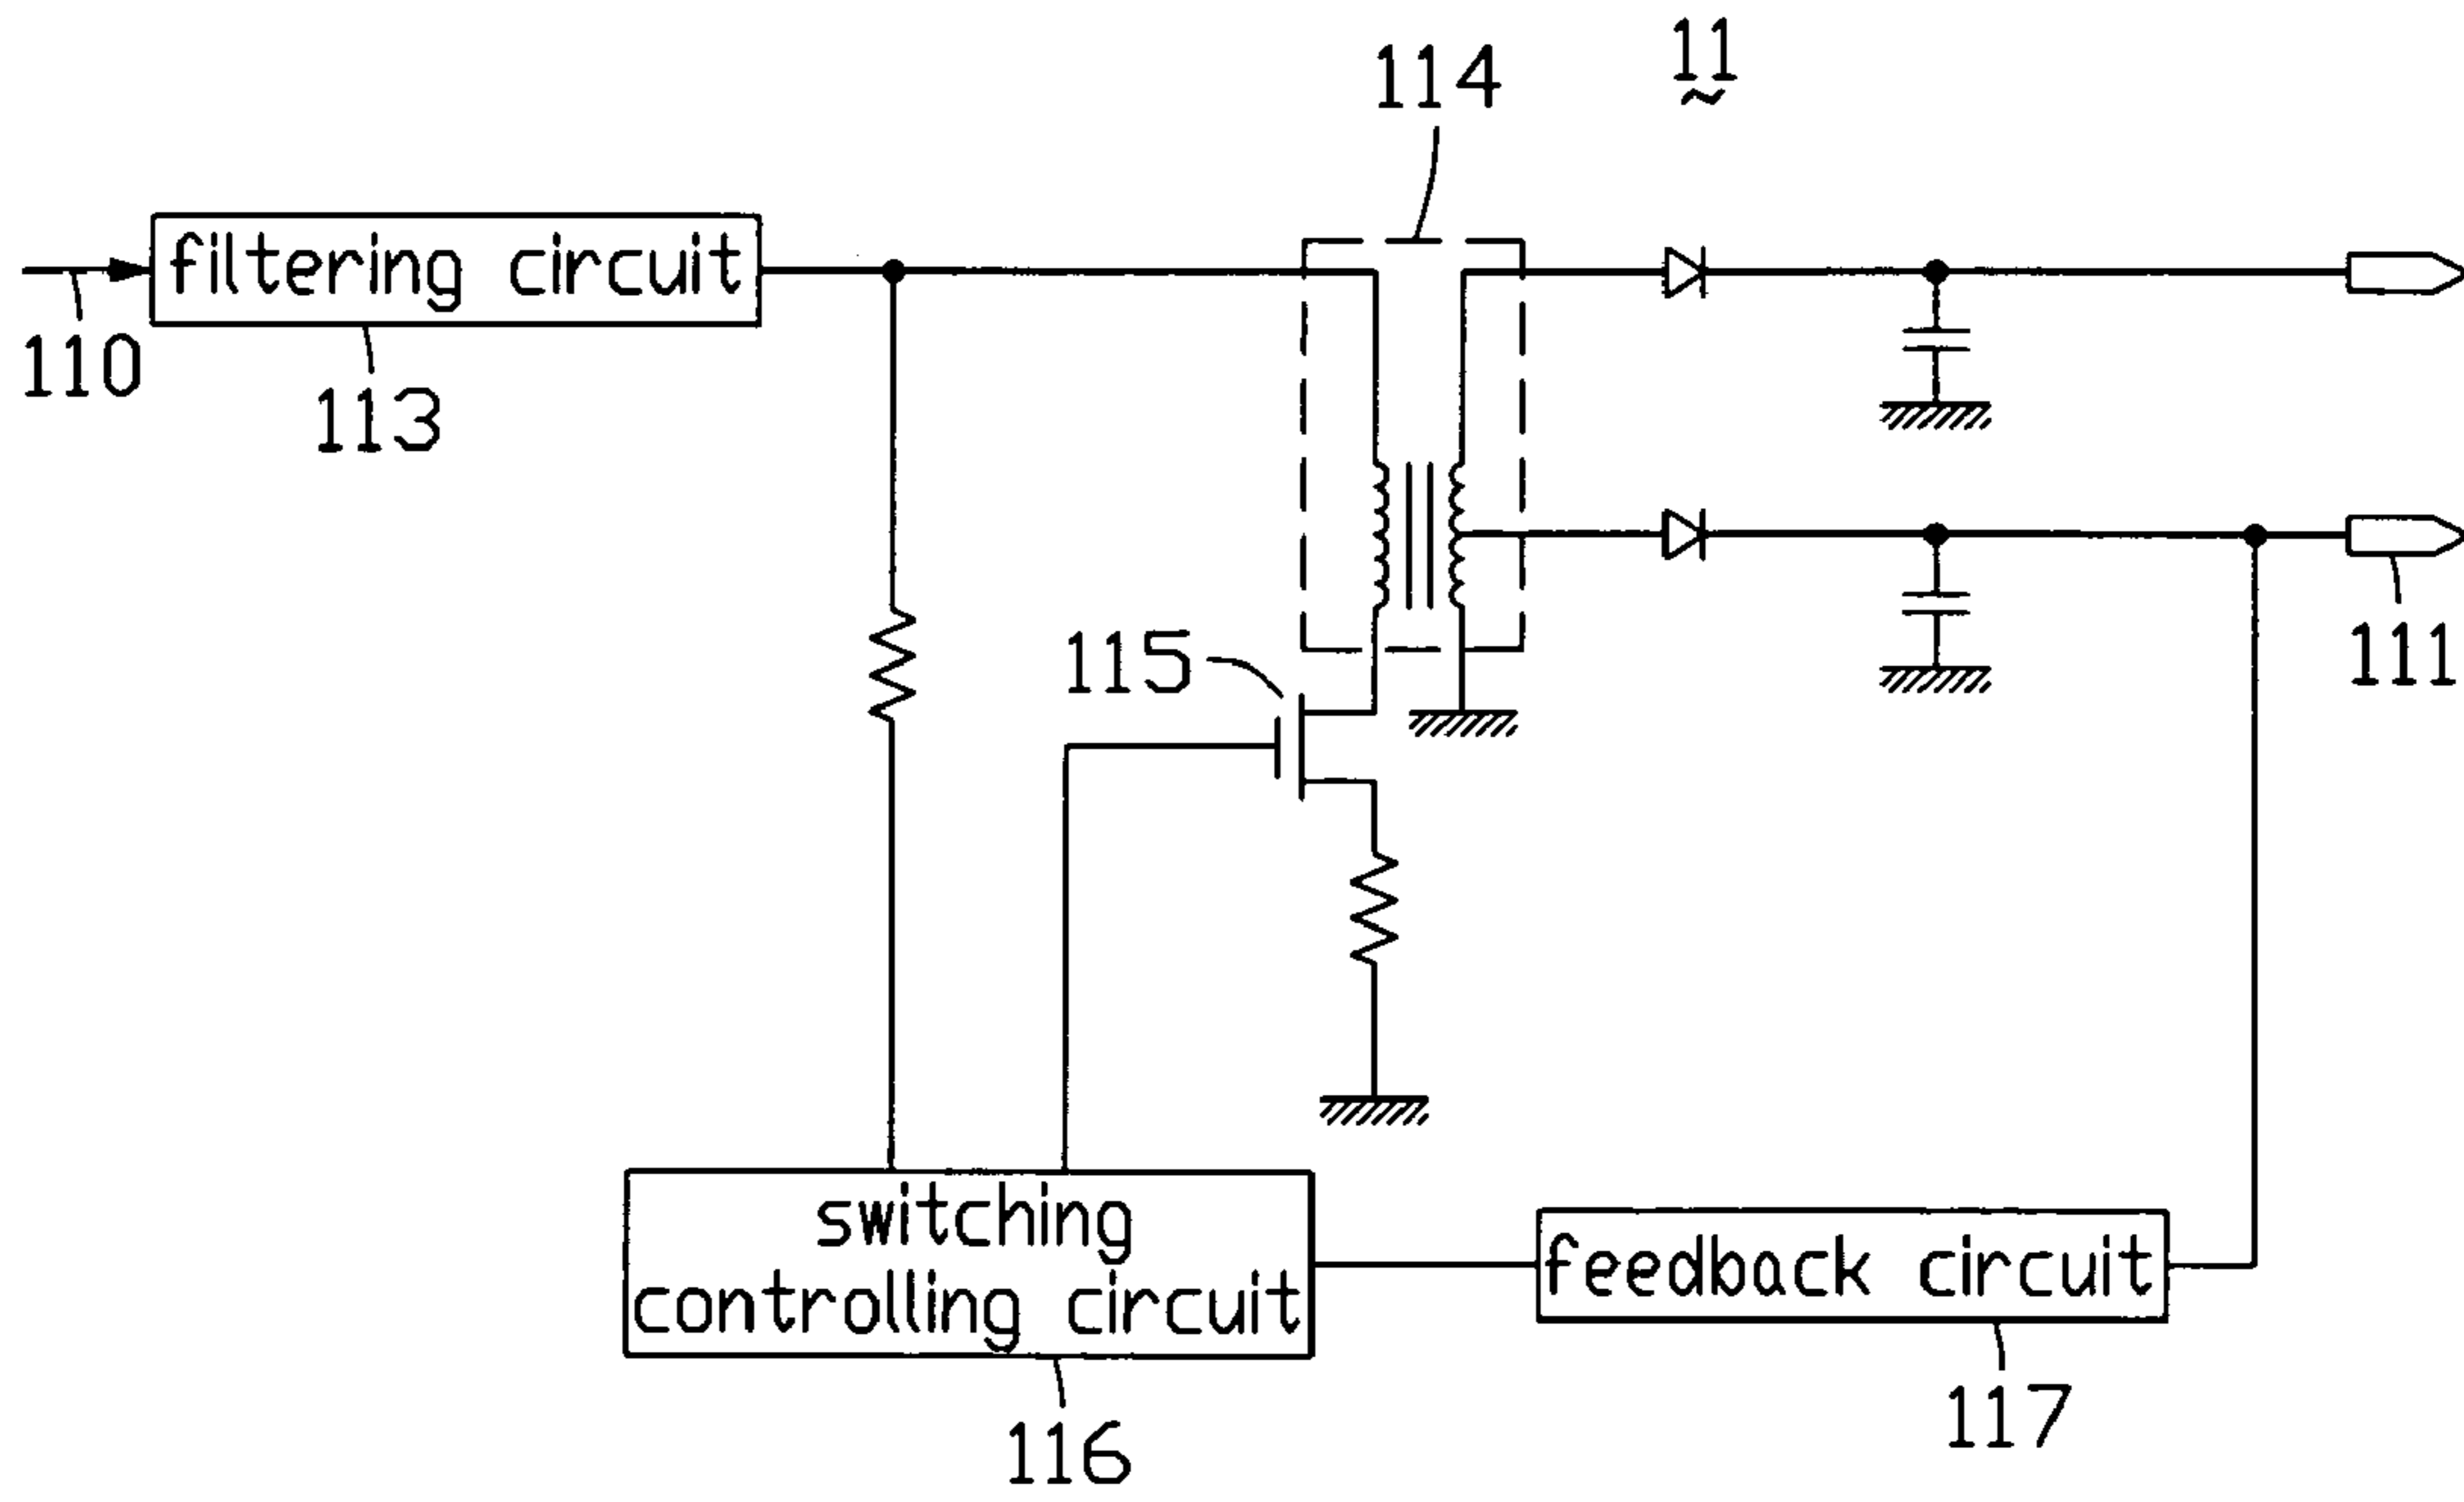 11
114
filtering circuit
110
113
115
111
switching
controlling circuit
feedback circuit
116
117